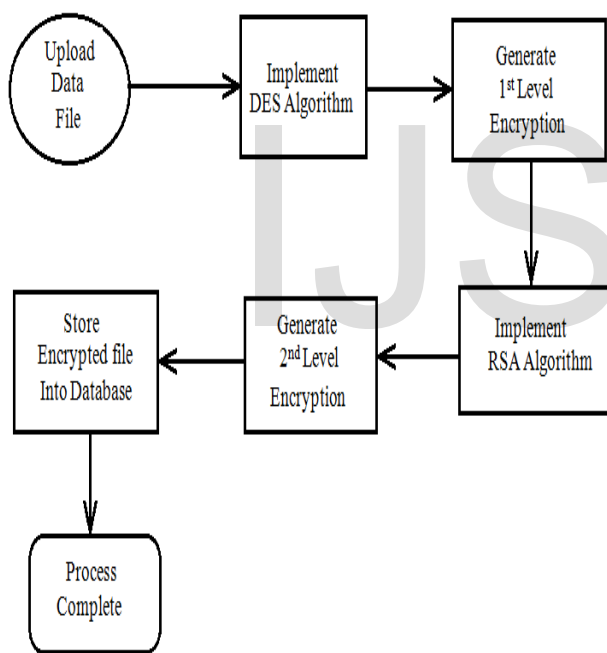 Upload
Data
File
Implement
DES Algorithm
Generate
1st Level
Encryption
Implement
RSA Algorithm
Generate
2nd Level
Encryption
Store
Encrypted file
Into Database
Process
Complete
IJS